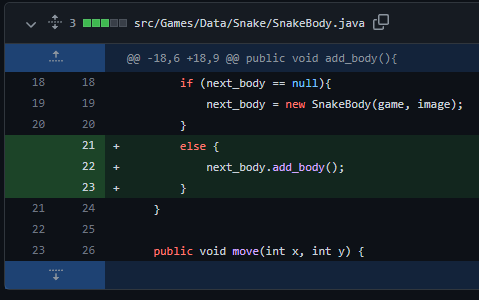 3 src/Games/Data/Snake/SnakeBody.java
@@ -18,6 +18,9 @@ public void add_body(){
18 18 if (next_body == null){
19 19 next_body = new SnakeBody(game, image);
20 20 }
21 + else {
22 + next_body.add_body();
23 + }
21 24 }
22 25
23 26 public void move(int x, int y) {